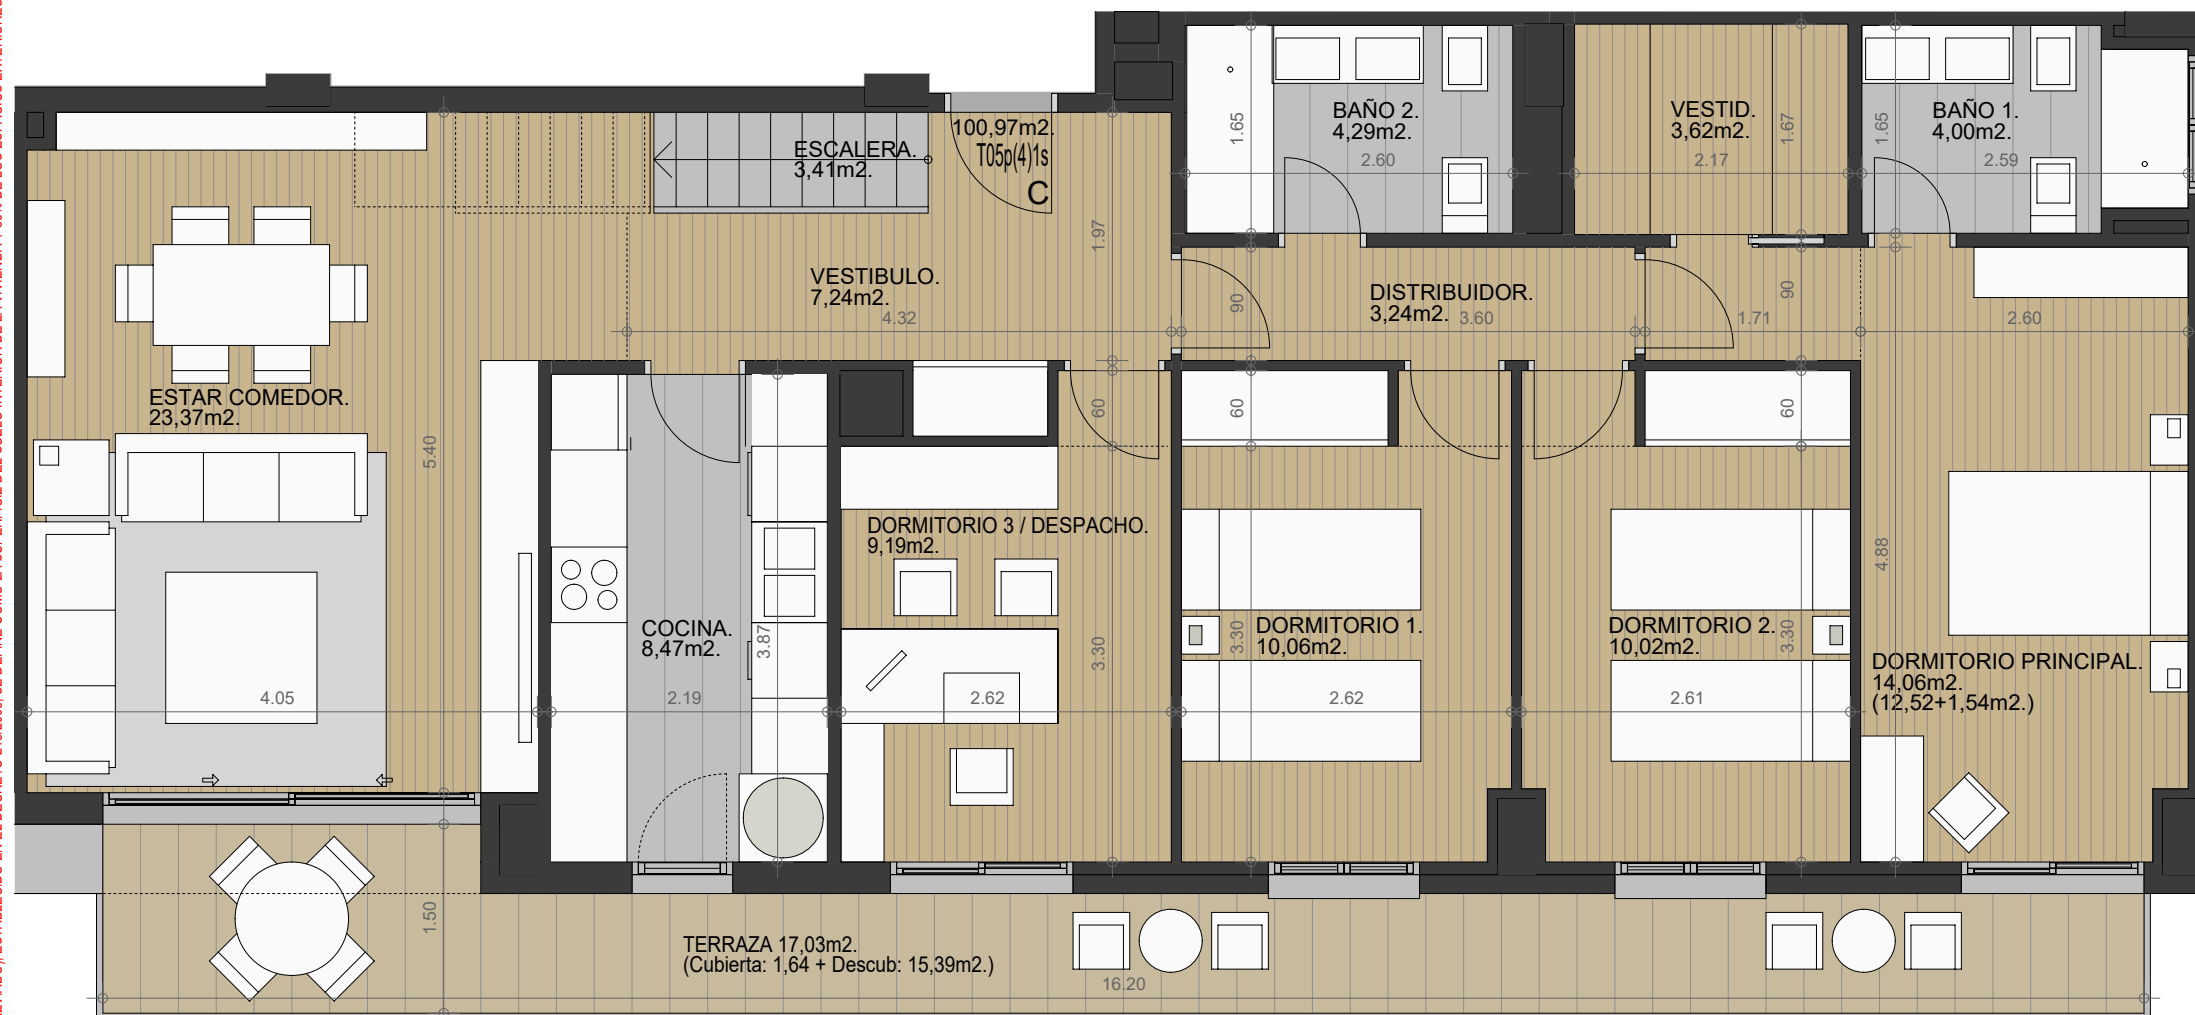 100,97m2.
T05p(4)1s
C
ESCALERA.
3,41m2.
BAÑO 2.
4,29m2.
1.65
2.60
VESTID.
3,62m2.
1.67
2.17
BAÑO 1.
4,00m2.
1.65
2.59
VESTIBULO.
7,24m2.
1.97
4.32
DISTRIBUIDOR.
3,24m2.
90
3.60
90
1.71
2.60
ESTAR COMEDOR.
23,37m2.
5.40
4.05
60
60
60
DORMITORIO 3 / DESPACHO.
9,19m2.
3.30
2.62
COCINA.
8,47m2.
3.87
2.19
DORMITORIO 1.
10,06m2.
3.30
2.62
DORMITORIO 2.
10,02m2.
3.30
2.61
4.88
DORMITORIO PRINCIPAL.
14,06m2.
(12,52+1,54m2.)
1.50
TERRAZA 17,03m2.
(Cubierta: 1,64 + Descub: 15,39m2.)
16.20